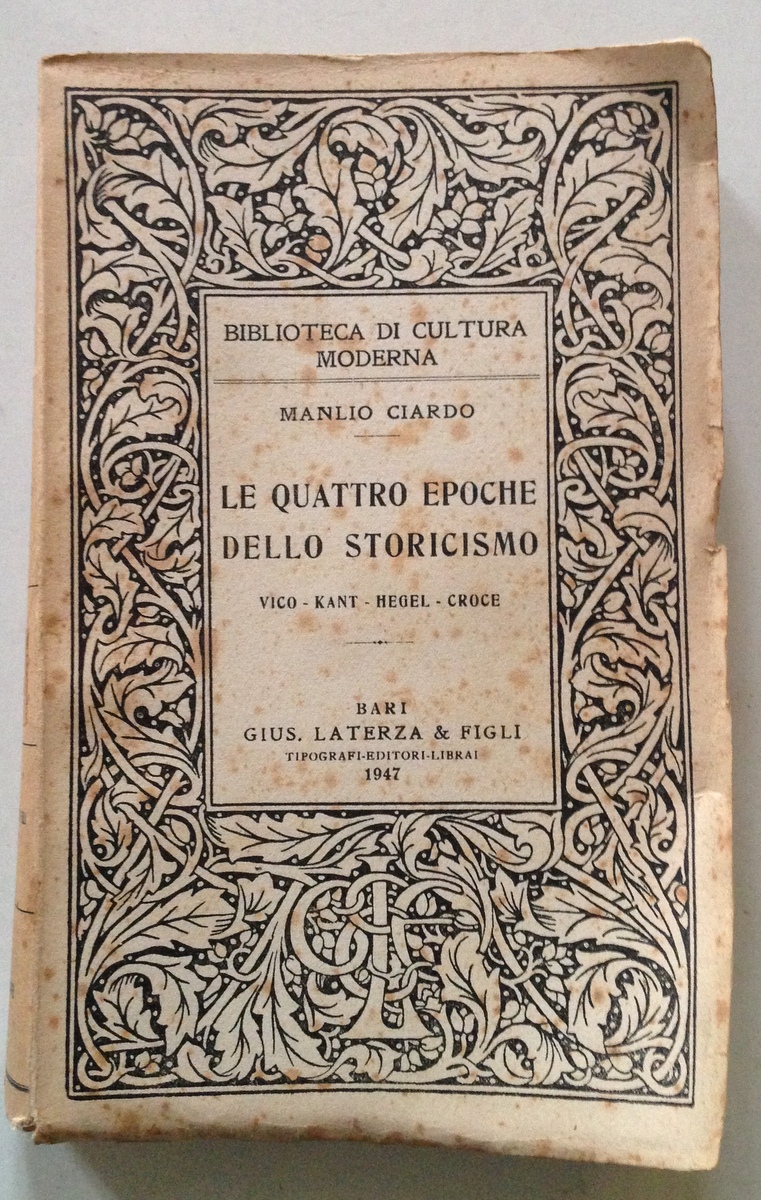 BIBLIOTECA DI CULTURA
MODERNA
MANLIO CIARDO
LE QUATTRO EPOCHE
DELLO STORICISMO
VICO - KANT - HEGEL - CROCE
BARI
GIUS. LATERZA & FIGLI
TIPOGRAFI-EDITORI-LIBRAI
1947